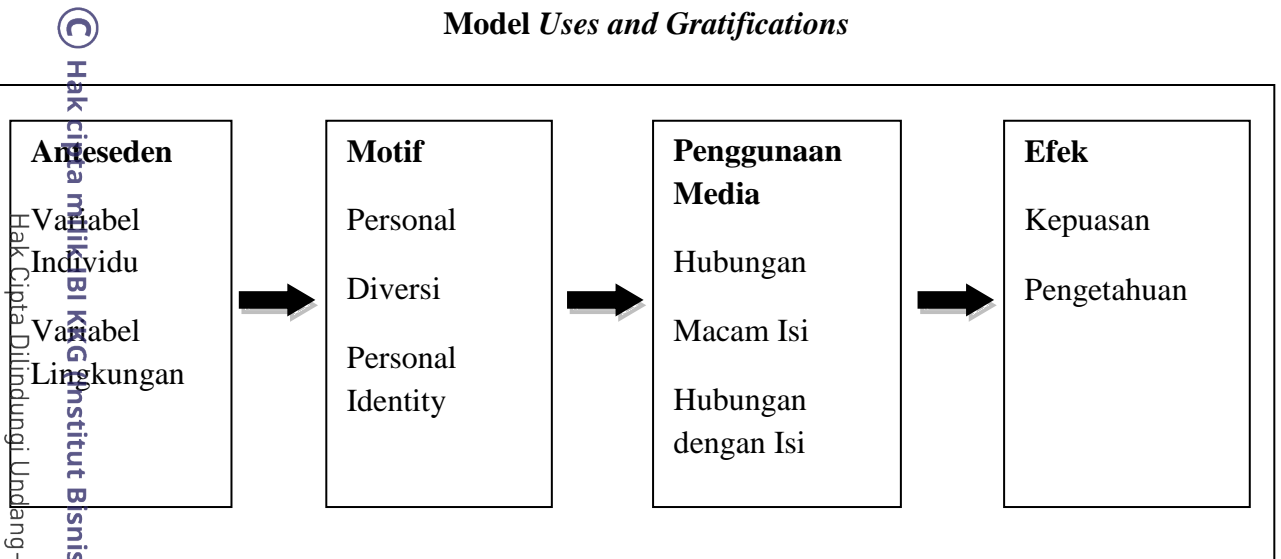 Model Uses and Gratifications
Anteseden
Variabel
Individu
Variabel
Lingkungan
Motif
Personal
Diversi
Personal
Identity
Penggunaan
Media
Hubungan
Macam Isi
Hubungan
dengan Isi
Efek
Kepuasan
Pengetahuan
© Hak cipta milik IBI KKG (Institut Bisnis
Hak Cipta Dilindungi Undang-